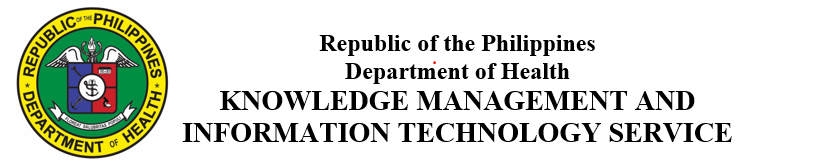 REPUBLIC OF THE PHILIPPINES
DEPARTMENT OF HEALTH
Republic of the Philippines
Department of Health
KNOWLEDGE MANAGEMENT AND
INFORMATION TECHNOLOGY SERVICE